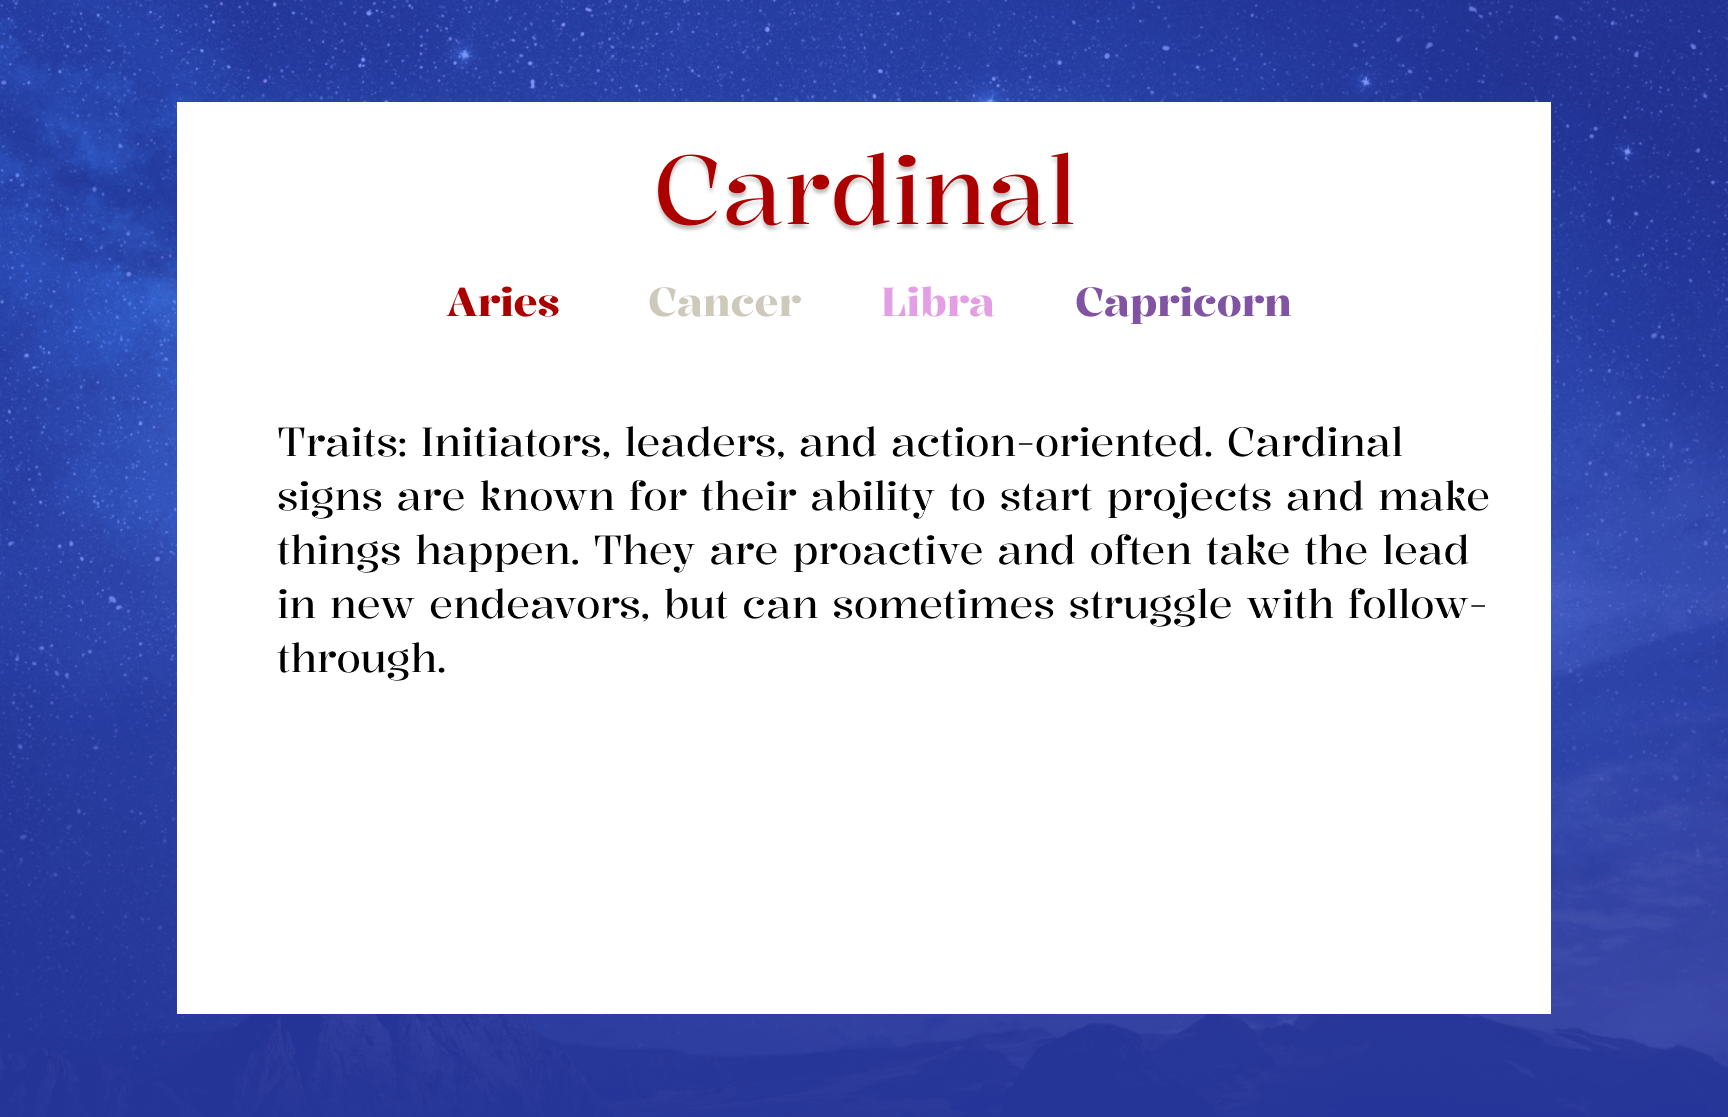 Cardinal
Aries Cancer Libra Capricorn
Traits: Initiators, leaders, and action-oriented. Cardinal
signs are known for their ability to start projects and make
things happen. They are proactive and often take the lead
in new endeavors, but can sometimes struggle with follow-
through.